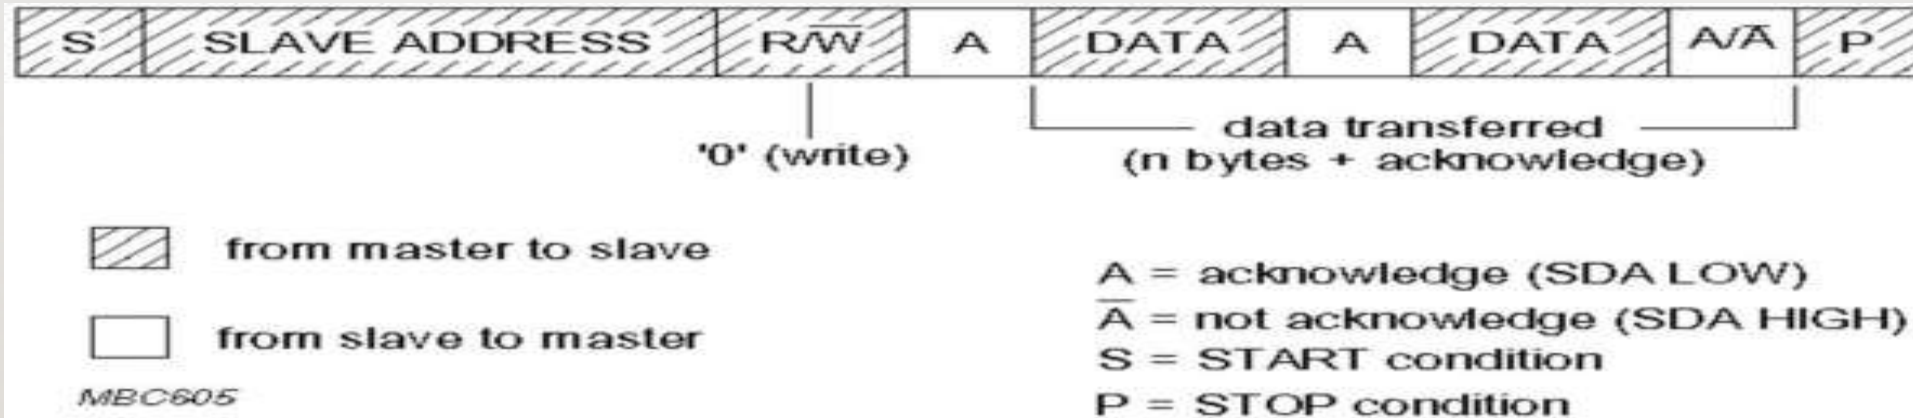 S SLAVE ADDRESS R/W̅ A DATA A DATA A/A̅ P
'0' (write)
data transferred
(n bytes + acknowledge)
from master to slave
from slave to master
MBC605
A = acknowledge (SDA LOW)
A̅ = not acknowledge (SDA HIGH)
S = START condition
P = STOP condition